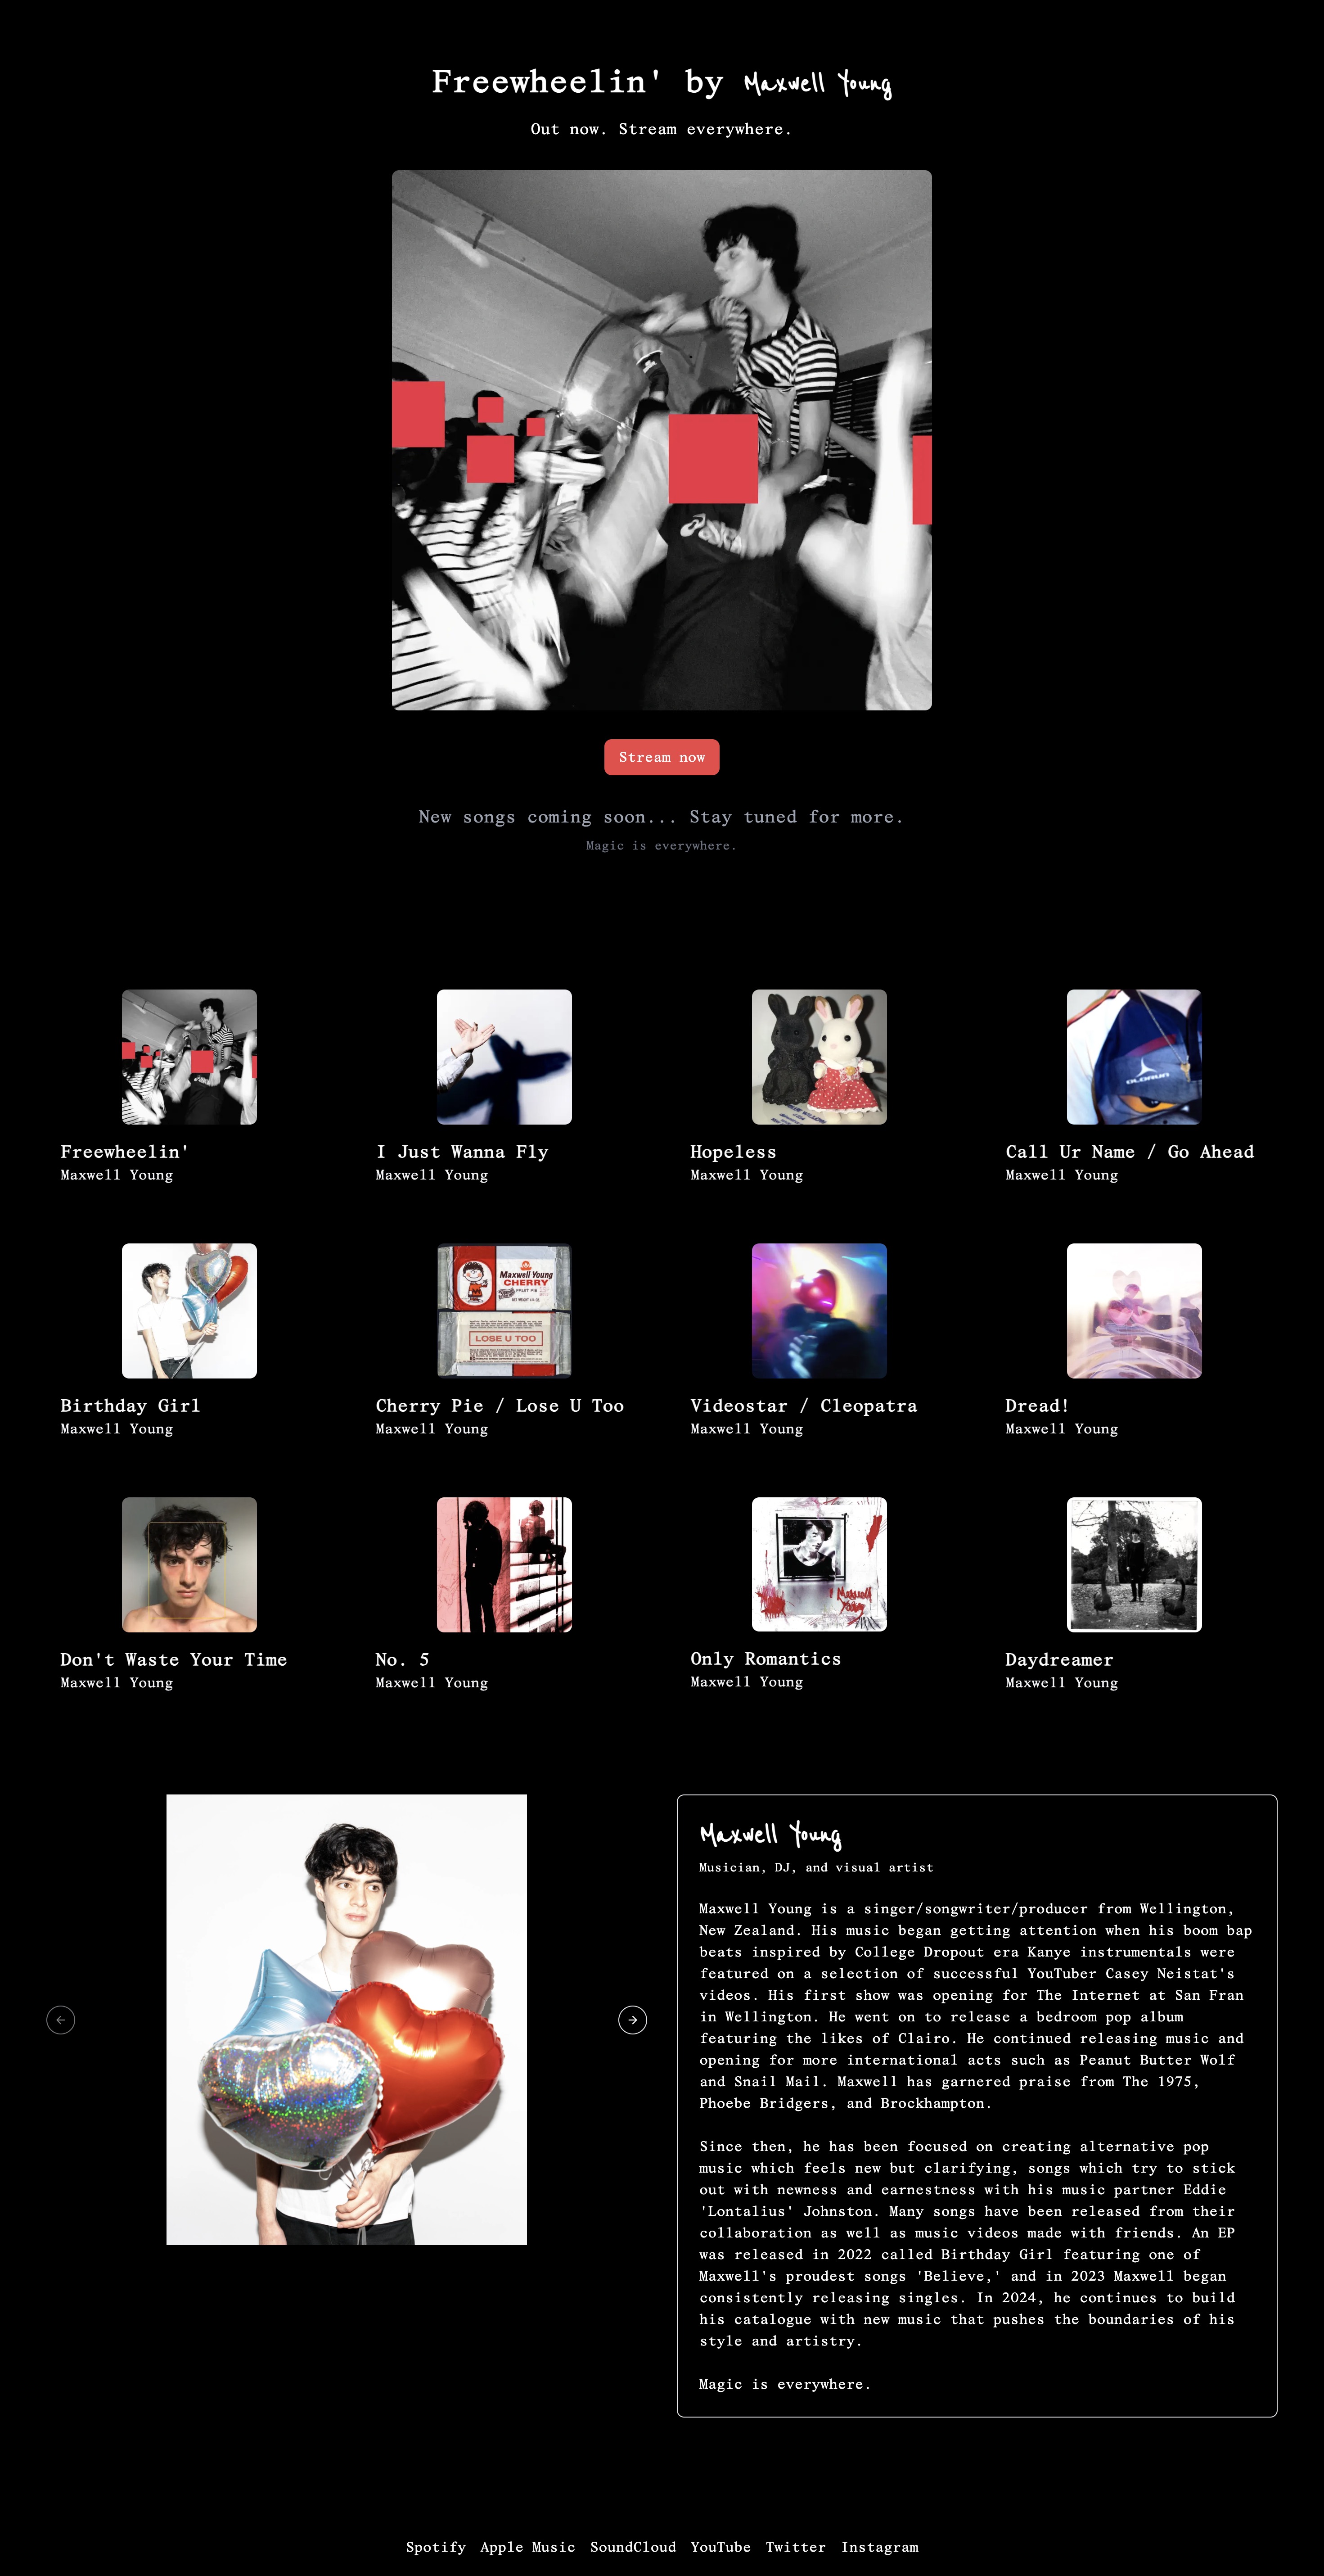 Freewheelin' by Maxwell Young
Out now. Stream everywhere.
Stream now
New songs coming soon... Stay tuned for more.
Magic is everywhere.
OLORUN
Freewheelin'
Maxwell Young
I Just Wanna Fly
Maxwell Young
Hopeless
Maxwell Young
Call Ur Name / Go Ahead
Maxwell Young
Maxwell Young
CHERRY
FRUIT PIE
LOSE U TOO
Birthday Girl
Maxwell Young
Cherry Pie / Lose U Too
Maxwell Young
Videostar / Cleopatra
Maxwell Young
Dread!
Maxwell Young
Maxwell
Young
Don't Waste Your Time
Maxwell Young
No. 5
Maxwell Young
Only Romantics
Maxwell Young
Daydreamer
Maxwell Young
Maxwell Young
Musician, DJ, and visual artist
Maxwell Young is a singer/songwriter/producer from Wellington,
New Zealand. His music began getting attention when his boom bap
beats inspired by College Dropout era Kanye instrumentals were
featured on a selection of successful YouTuber Casey Neistat's
videos. His first show was opening for The Internet at San Fran
in Wellington. He went on to release a bedroom pop album
featuring the likes of Clairo. He continued releasing music and
opening for more international acts such as Peanut Butter Wolf
and Snail Mail. Maxwell has garnered praise from The 1975,
Phoebe Bridgers, and Brockhampton.
Since then, he has been focused on creating alternative pop
music which feels new but clarifying, songs which try to stick
out with newness and earnestness with his music partner Eddie
'Lontalius' Johnston. Many songs have been released from their
collaboration as well as music videos made with friends. An EP
was released in 2022 called Birthday Girl featuring one of
Maxwell's proudest songs 'Believe,' and in 2023 Maxwell began
consistently releasing singles. In 2024, he continues to build
his catalogue with new music that pushes the boundaries of his
style and artistry.
Magic is everywhere.
Spotify Apple Music SoundCloud YouTube Twitter Instagram